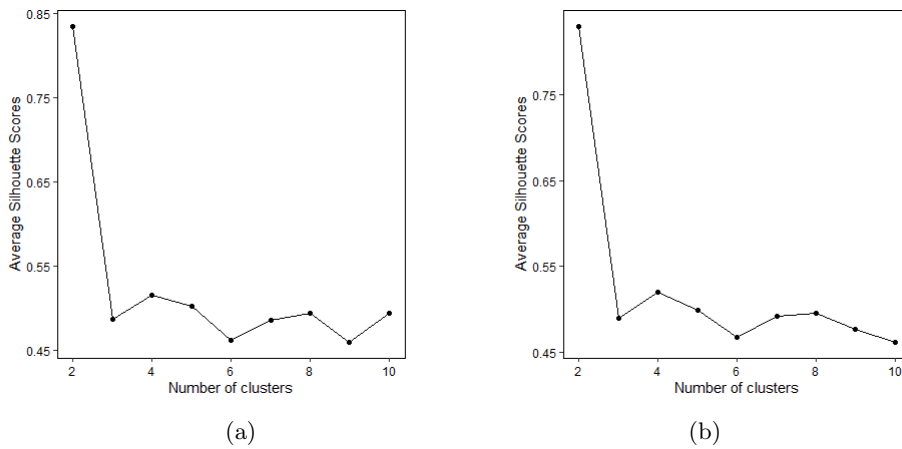 0.85
0.75
0.65
0.55
0.45
Average Silhouette Scores
2 4 6 8 10
Number of clusters
(a)
0.75
0.65
0.55
0.45
Average Silhouette Scores
2 4 6 8 10
Number of clusters
(b)